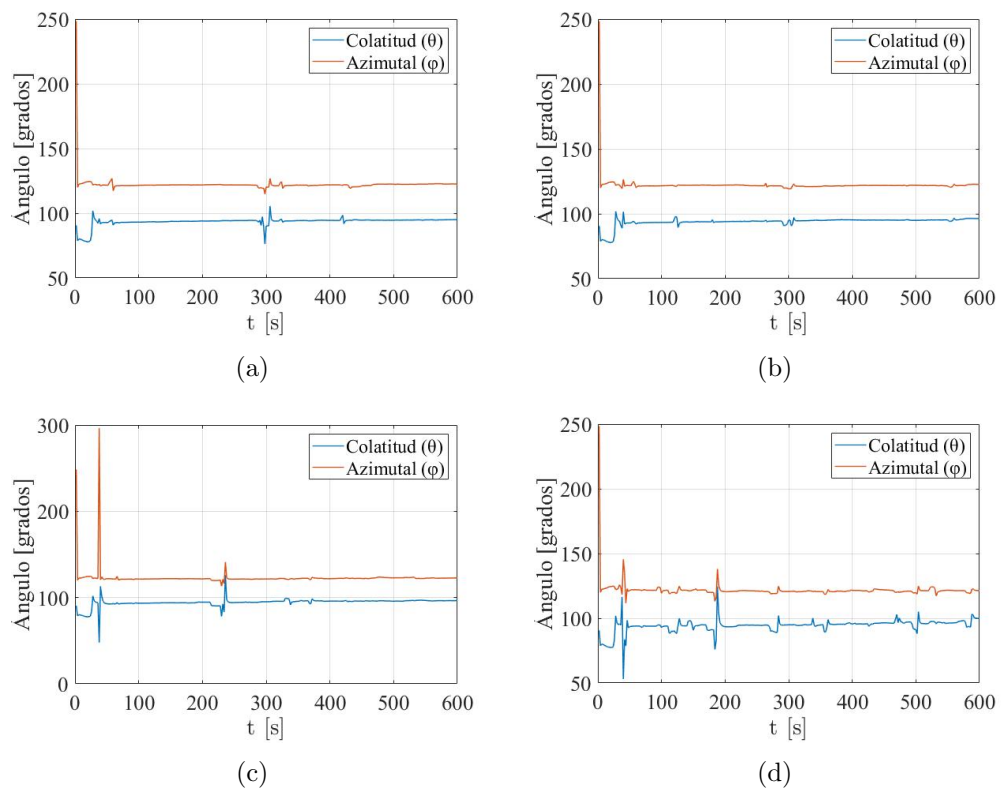 250
200
150
100
50
0 100 200 300 400 500 600
Ángulo [grados]
t [s]
Colatitud (θ)
Azimutal (φ)
(a)
250
200
150
100
50
0 100 200 300 400 500 600
Ángulo [grados]
t [s]
Colatitud (θ)
Azimutal (φ)
(b)
300
200
100
0
0 100 200 300 400 500 600
Ángulo [grados]
t [s]
Colatitud (θ)
Azimutal (φ)
(c)
250
200
150
100
50
0 100 200 300 400 500 600
Ángulo [grados]
t [s]
Colatitud (θ)
Azimutal (φ)
(d)